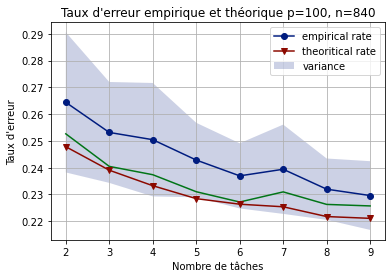 Taux d'erreur empirique et théorique p=100, n=840
empirical rate
theoritical rate
variance
Taux d'erreur
0.29
0.28
0.27
0.26
0.25
0.24
0.23
0.22
2 3 4 5 6 7 8 9
Nombre de tâches